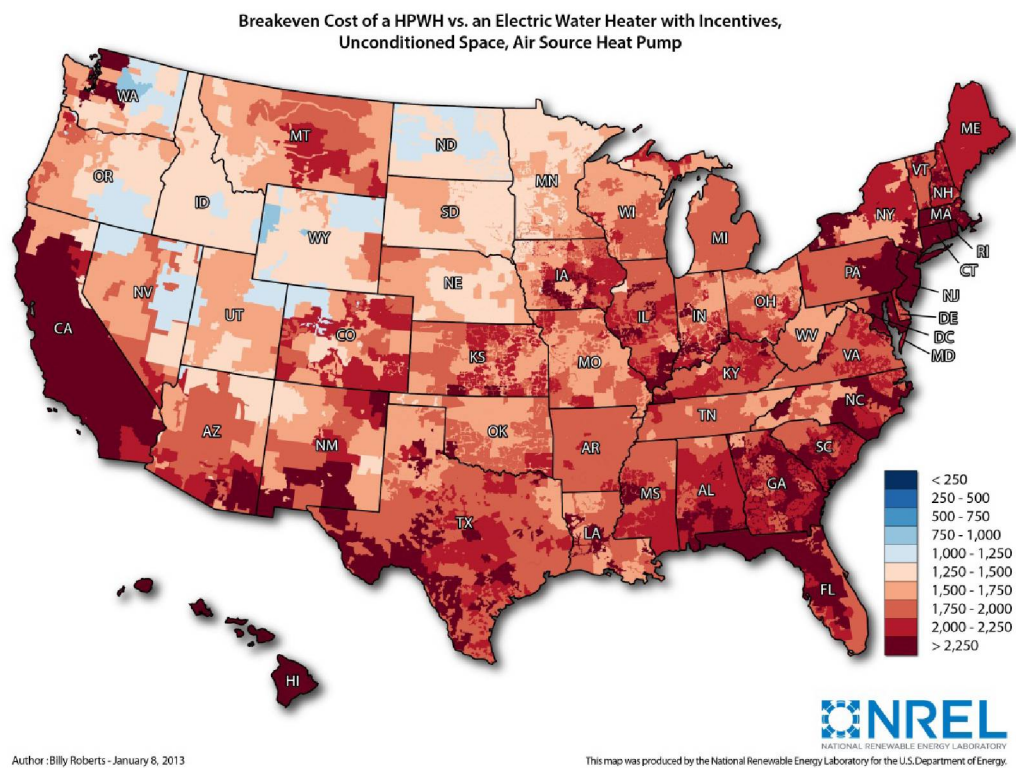 Breakeven Cost of a HPWH vs. an Electric Water Heater with Incentives,
Unconditioned Space, Air Source Heat Pump
WA
MT
ND
MN
ME
VT
NH
OR
ID
SD
WI
NY
MA
WY
MI
RI
CT
IA
PA
NE
NJ
NV
OH
DE
UT
IL
IN
DC
CA
CO
WV
MD
KS
MO
VA
KY
NC
TN
AZ
OK
NM
AR
SC
MS
AL
GA
TX
LA
FL
HI
< 250
250 - 500
500 - 750
750 - 1,000
1,000 - 1,250
1,250 - 1,500
1,500 - 1,750
1,750 - 2,000
2,000 - 2,250
> 2,250
NREL
NATIONAL RENEWABLE ENERGY LABORATORY
Author : Billy Roberts - January 8, 2013
This map was produced by the National Renewable Energy Laboratory for the U.S. Department of Energy.